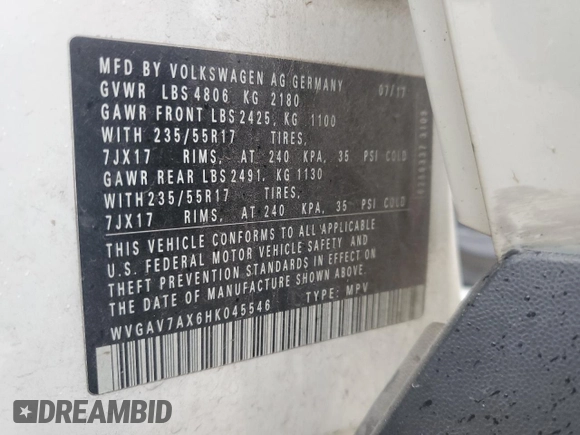 MFD BY VOLKSWAGEN AG GERMANY 07/17
GVWR LBS 4806 KG 2180
GAWR FRONT LBS 2425, KG 1100
WITH 235/55R17 TIRES,
7JX17 RIMS, AT 240 KPA, 35 PSI COLD
GAWR REAR LBS 2491, KG 1130
WITH 235/55R17 TIRES,
7JX17 RIMS, AT 240 KPA, 35 PSI COLD
THIS VEHICLE CONFORMS TO ALL APPLICABLE
U.S. FEDERAL MOTOR VEHICLE SAFETY AND
THEFT PREVENTION STANDARDS IN EFFECT ON
THE DATE OF MANUFACTURE SHOWN ABOVE.
WVGAV7AX6HK045546 TYPE: MPV
DREAMBID